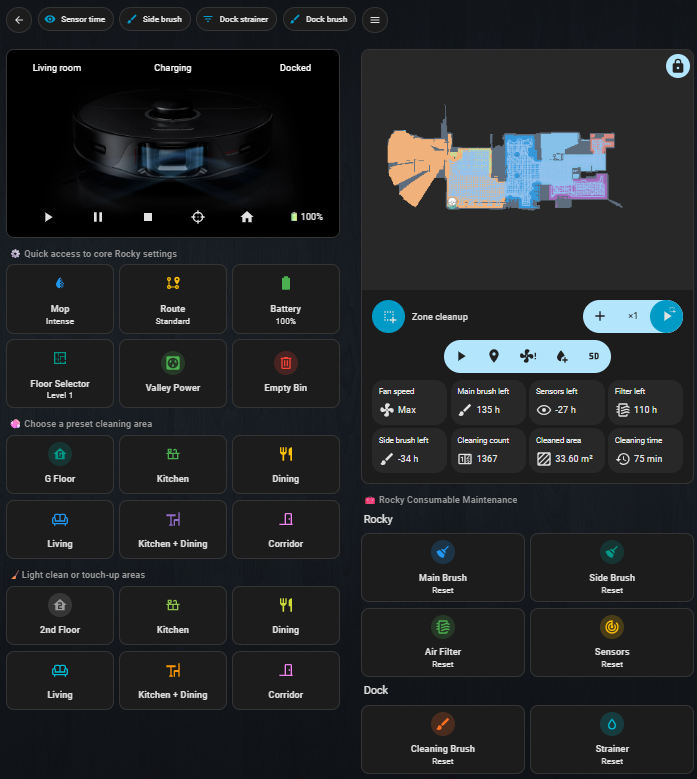 Sensor time
Side brush
Dock strainer
Dock brush
Living room
Charging
Docked
100%
Quick access to core Rocky settings
Mop
Intense
Route
Standard
Battery
100%
Floor Selector
Level 1
Valley Power
Empty Bin
Choose a preset cleaning area
G Floor
Kitchen
Dining
Living
Kitchen + Dining
Corridor
Light clean or touch-up areas
2nd Floor
Kitchen
Dining
Living
Kitchen + Dining
Corridor
Zone cleanup
×1
SD
Fan speed
Max
Main brush left
135 h
Sensors left
-27 h
Filter left
110 h
Side brush left
-34 h
Cleaning count
1367
Cleaned area
33.60 m²
Cleaning time
75 min
Rocky Consumable Maintenance
Rocky
Main Brush
Reset
Side Brush
Reset
Air Filter
Reset
Sensors
Reset
Dock
Cleaning Brush
Reset
Strainer
Reset